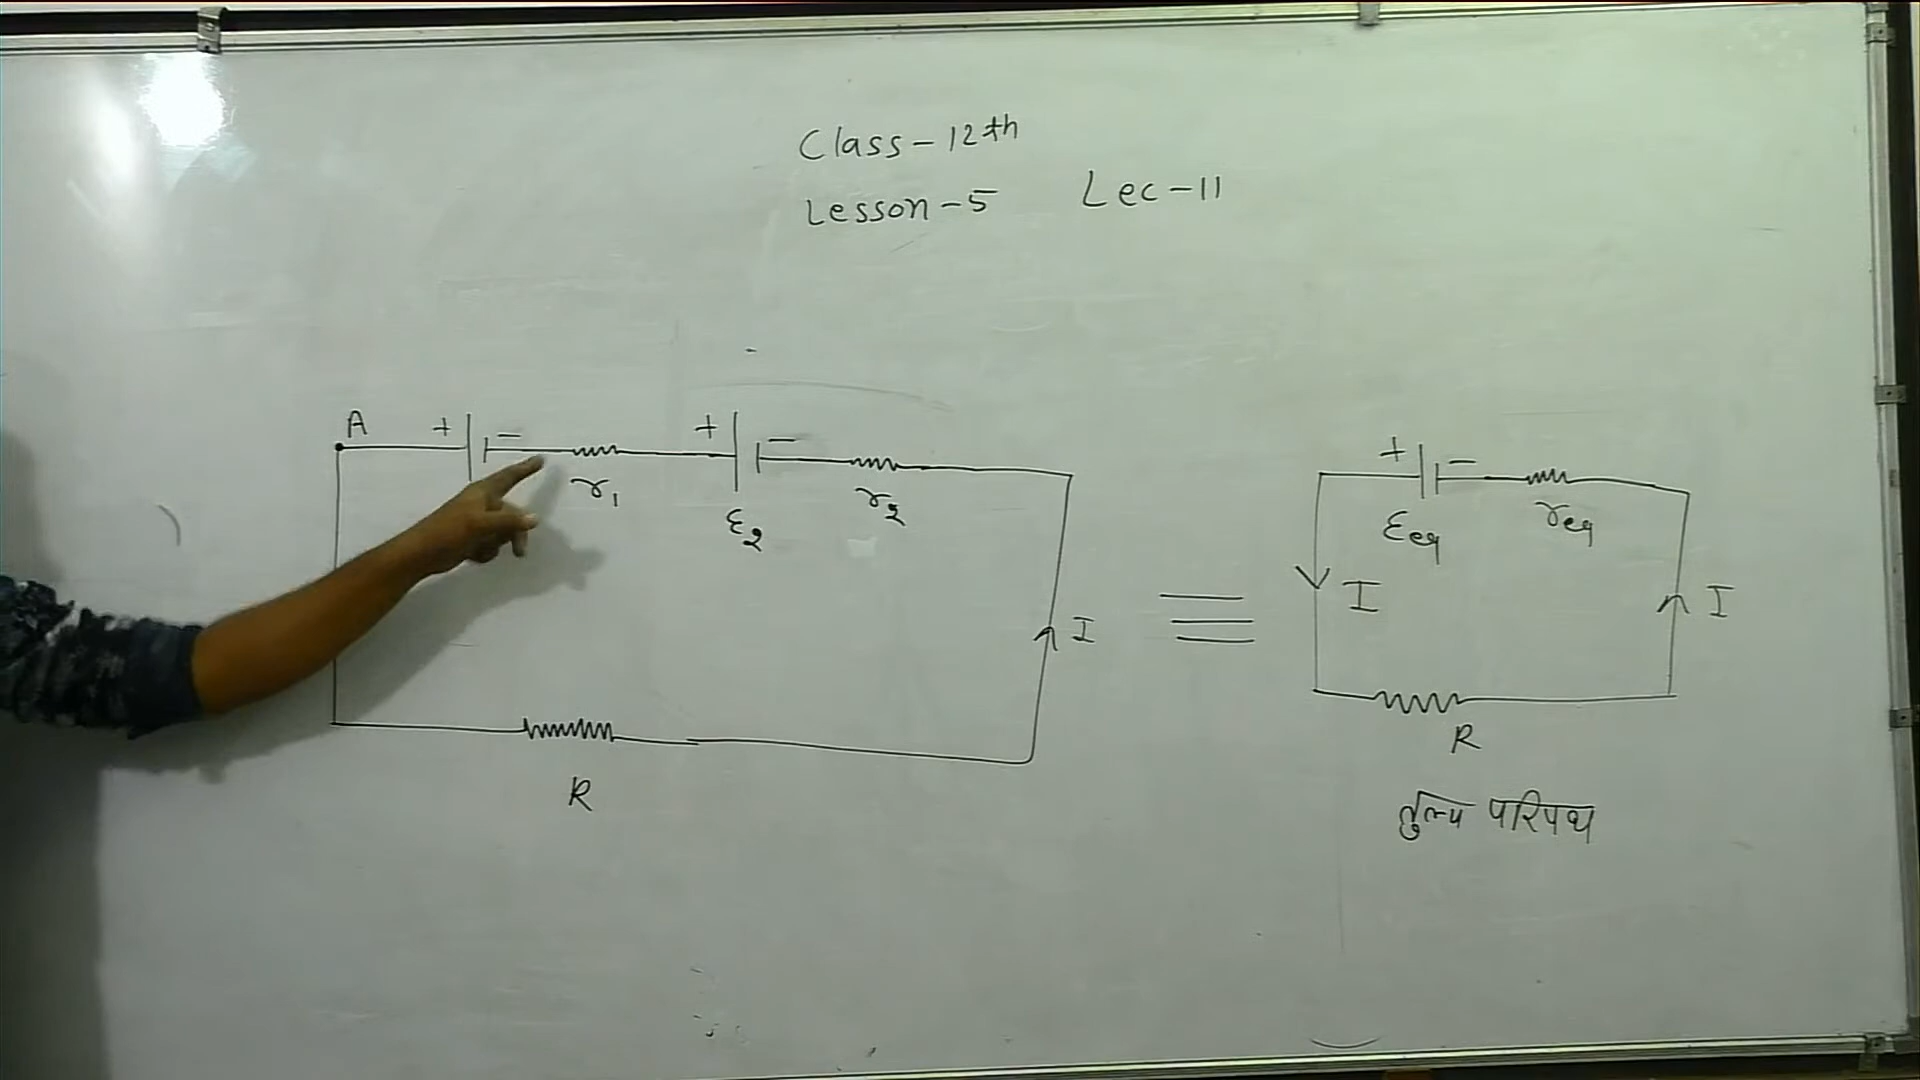 Class-12th
Lesson-5 Lec-11
A + - + -
r₁ ε₂ r₂
+ -
εeq req
I I I
R
R
तुल्य परिपथ